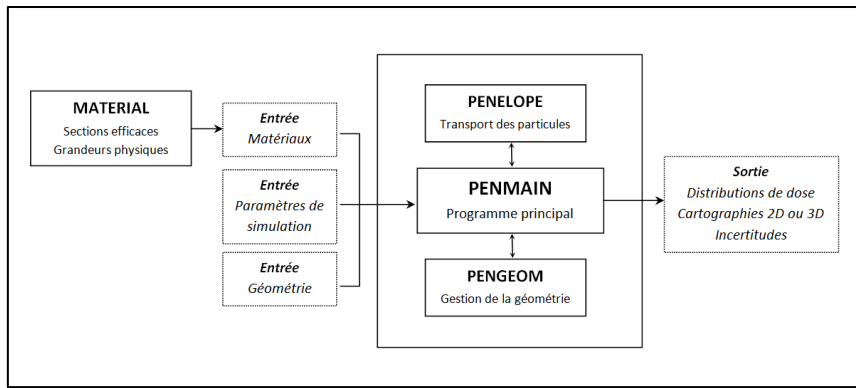 MATERIAL
Sections efficaces
Grandeurs physiques
Entrée
Matériaux
Entrée
Paramètres de
simulation
Entrée
Géométrie
PENELOPE
Transport des particules
PENMAIN
Programme principal
PENGEOM
Gestion de la géométrie
Sortie
Distributions de dose
Cartographies 2D ou 3D
Incertitudes